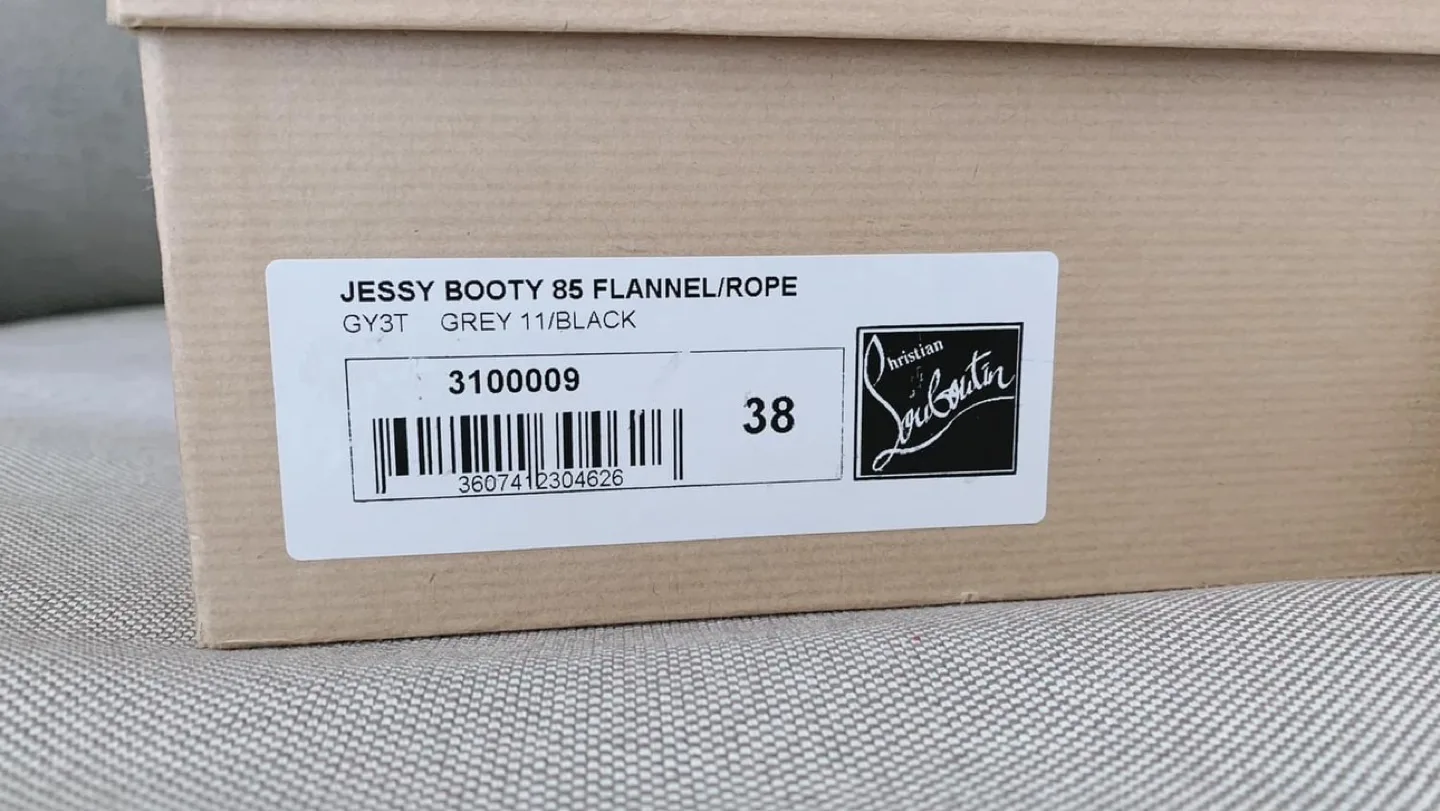 JESSY BOOTY 85 FLANNEL/ROPE
GY3T GREY 11/BLACK
3100009
3607412304626
38
Christian
Louboutin